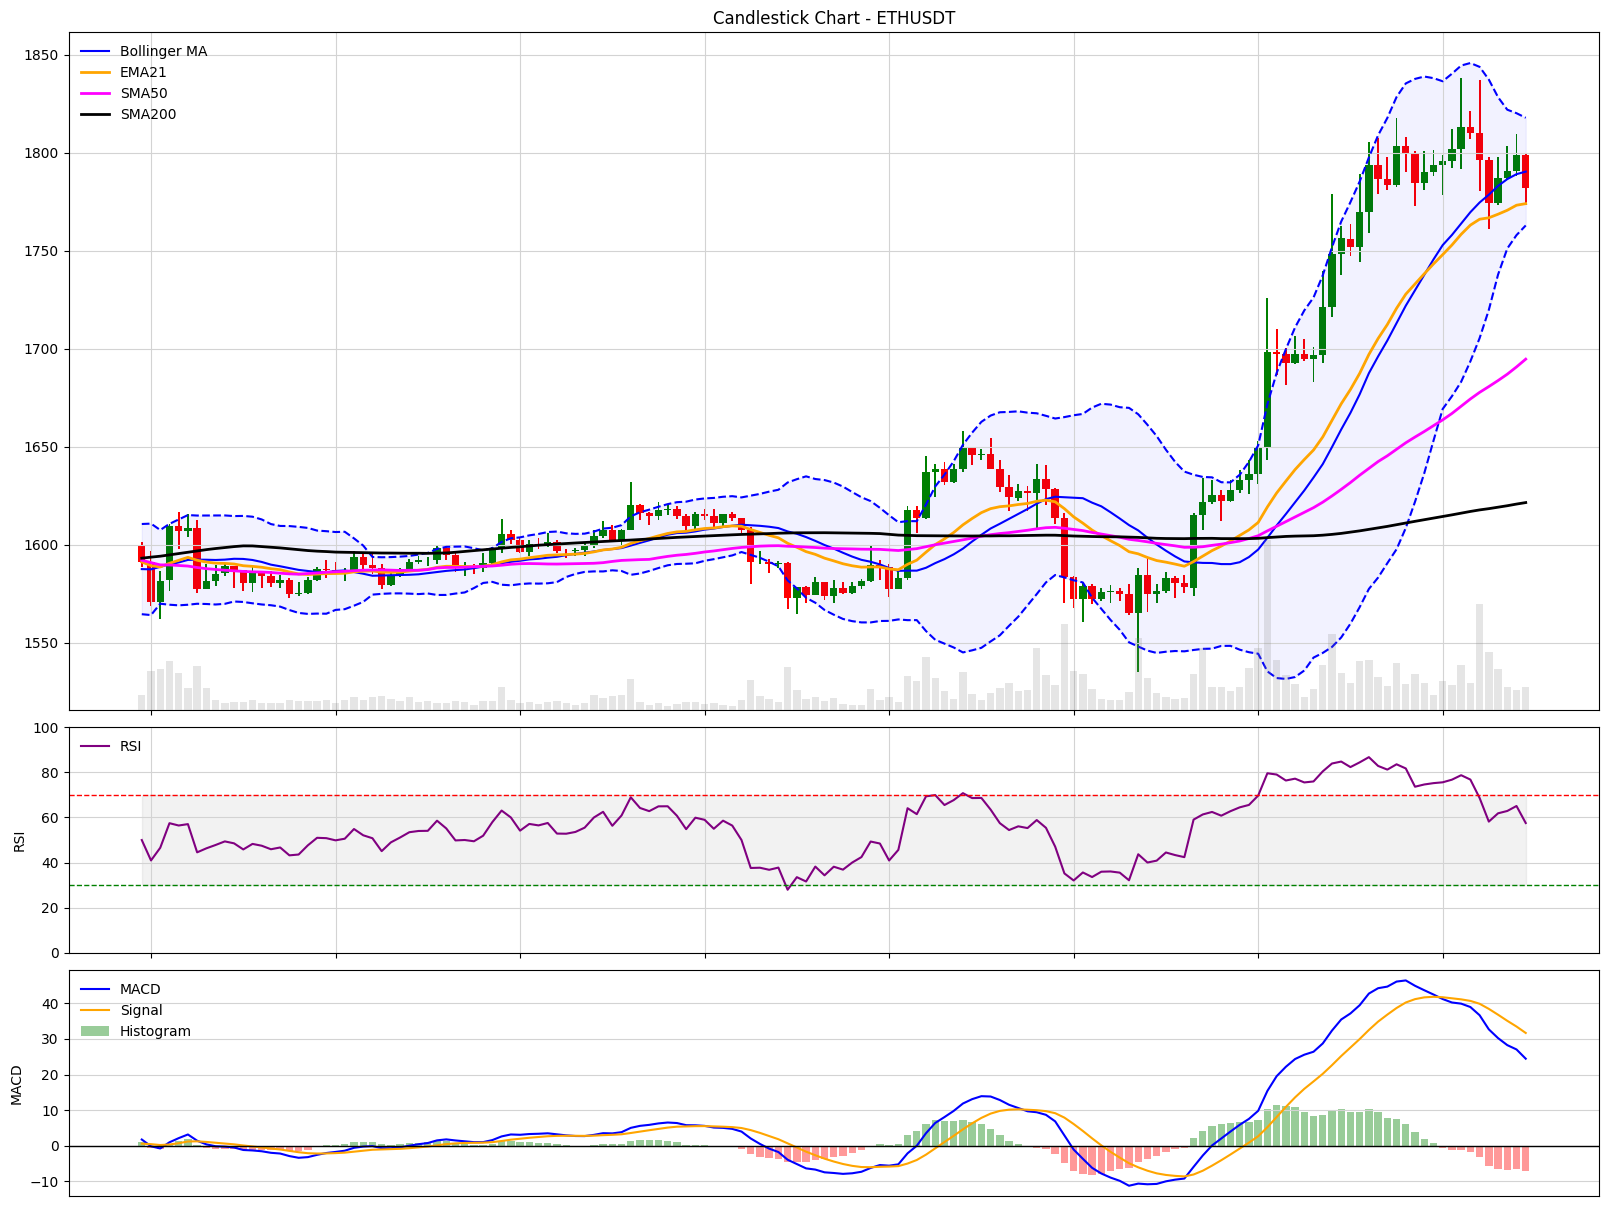 Candlestick Chart - ETHUSDT
Bollinger MA
EMA21
SMA50
SMA200
1850
1800
1750
1700
1650
1600
1550
RSI
100
80
60
40
20
0
RSI
MACD
Signal
Histogram
40
30
20
10
0
−10
MACD